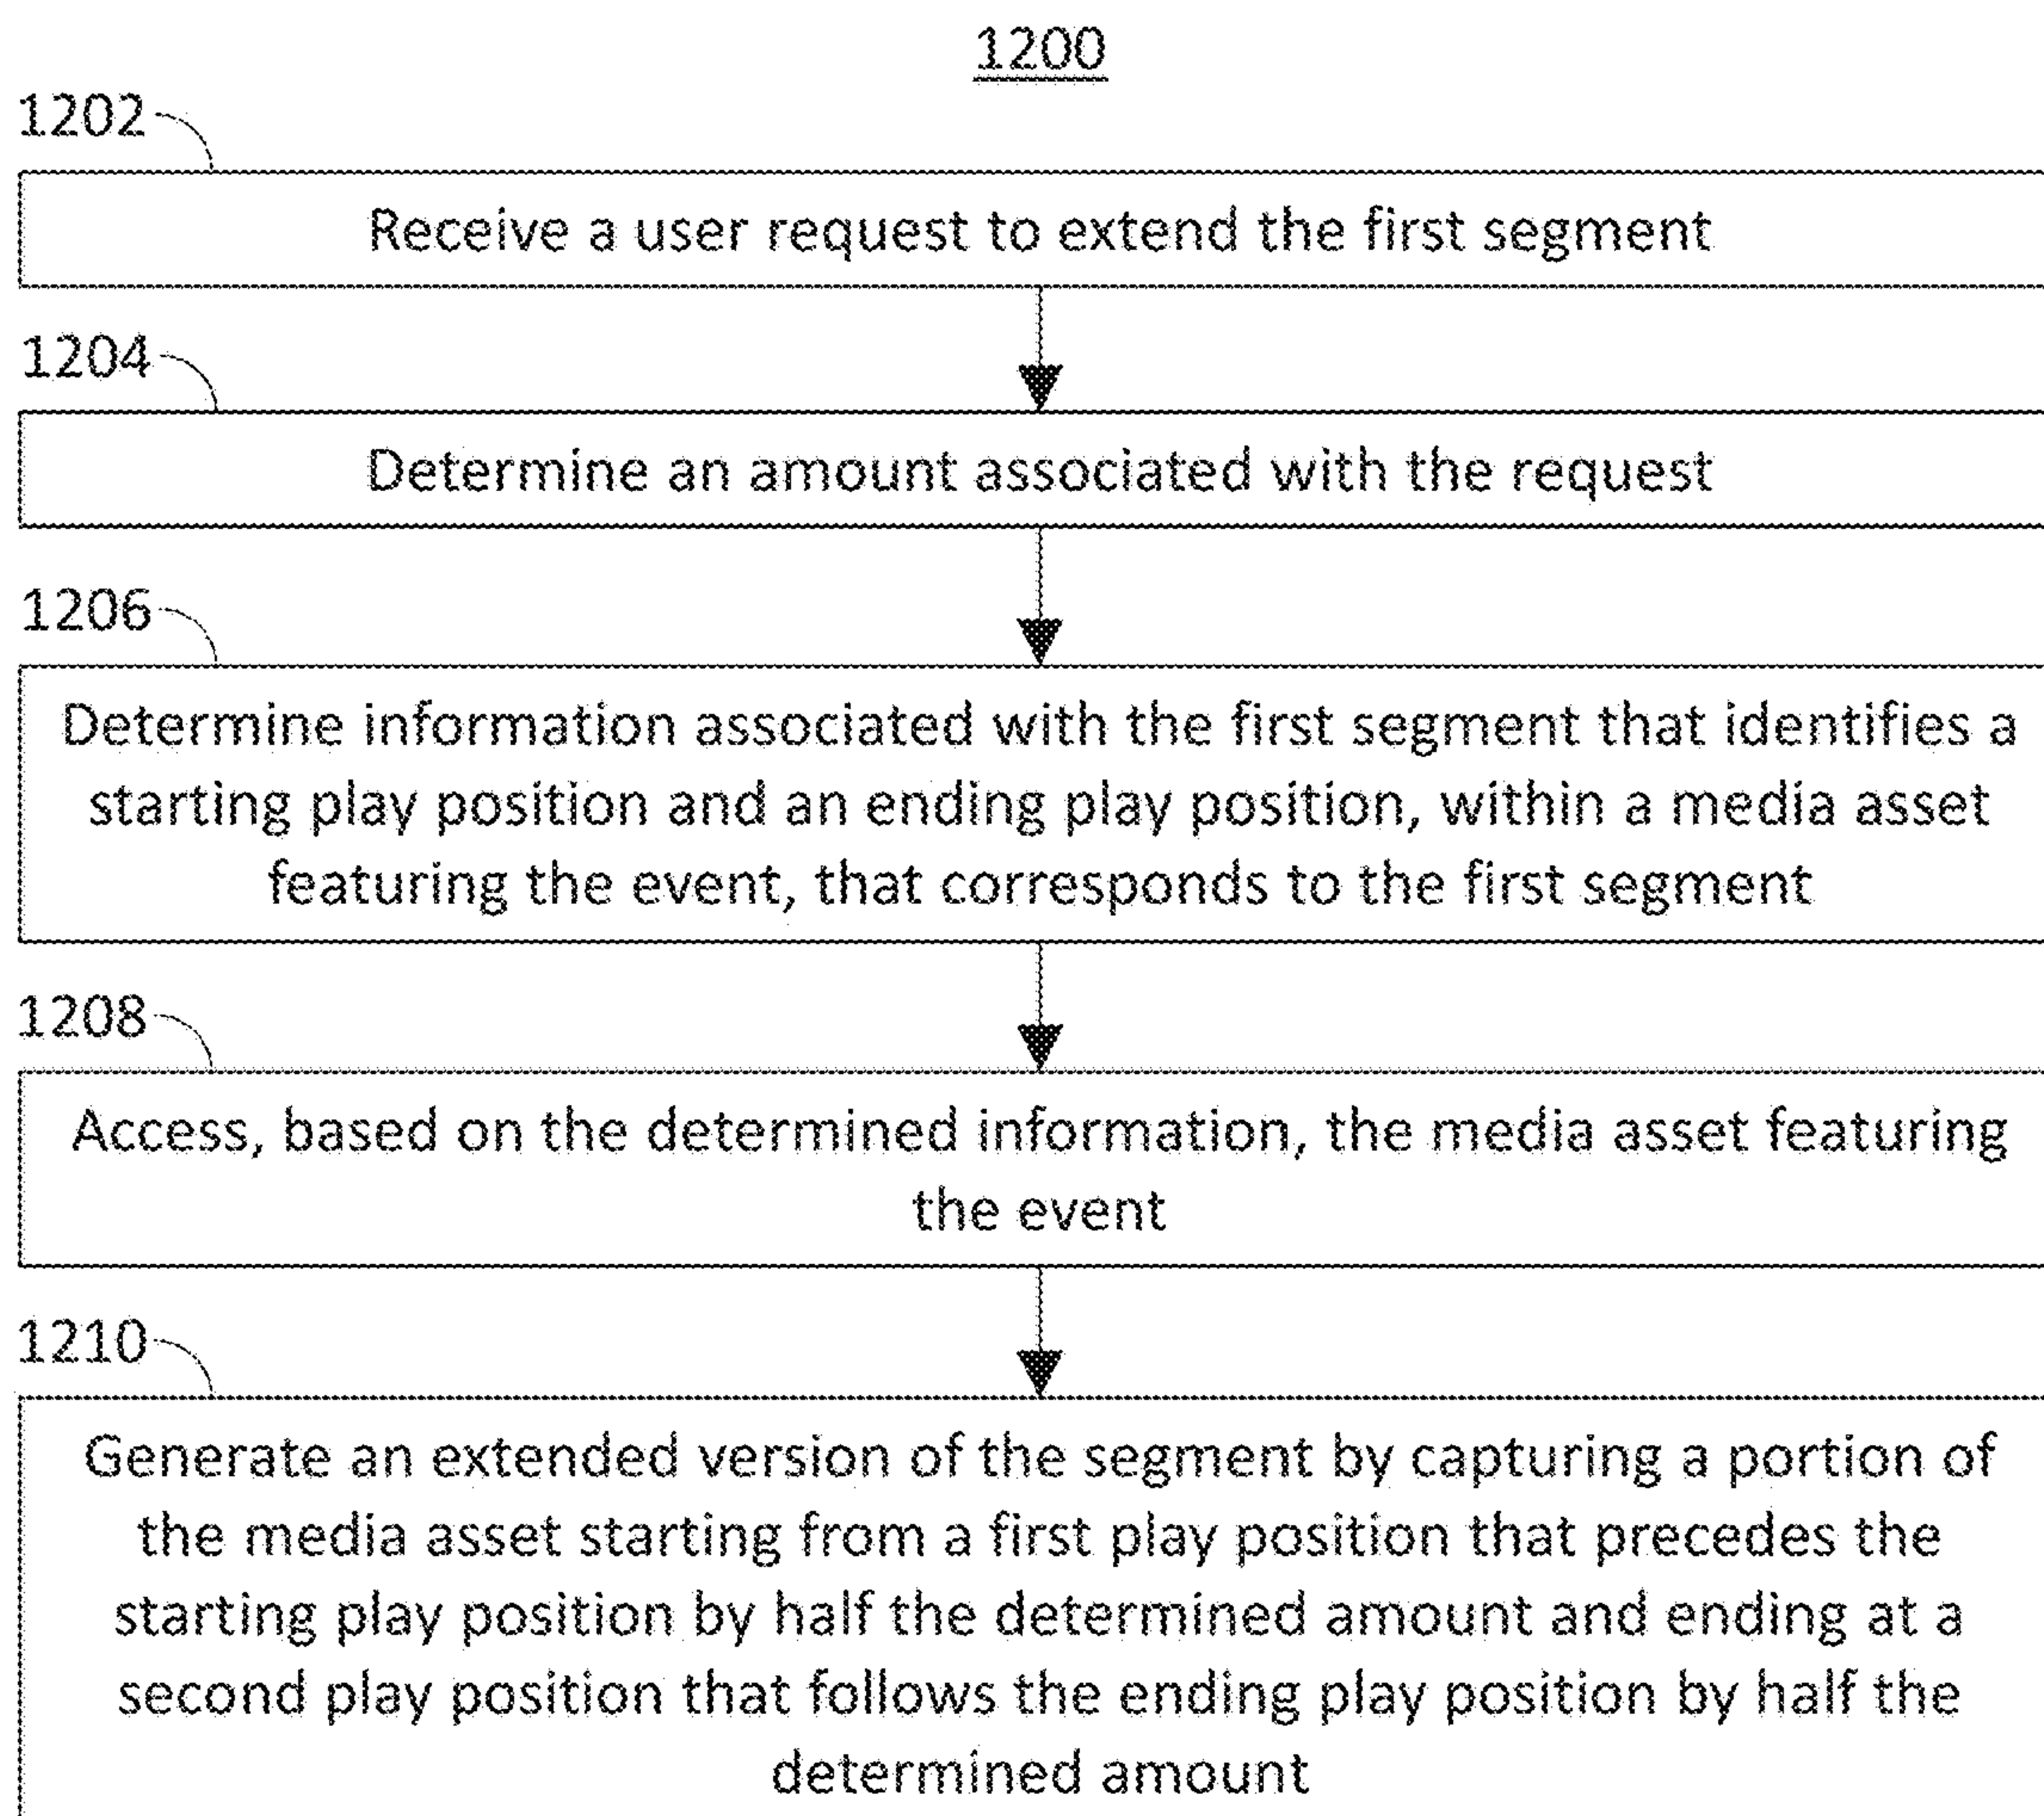 1200
1202
Receive a user request to extend the first segment
1204
Determine an amount associated with the request
1206
Determine information associated with the first segment that identifies a
starting play position and an ending play position, within a media asset
featuring the event, that corresponds to the first segment
1208
Access, based on the determined information, the media asset featuring
the event
1210
Generate an extended version of the segment by capturing a portion of
the media asset starting from a first play position that precedes the
starting play position by half the determined amount and ending at a
second play position that follows the ending play position by half the
determined amount